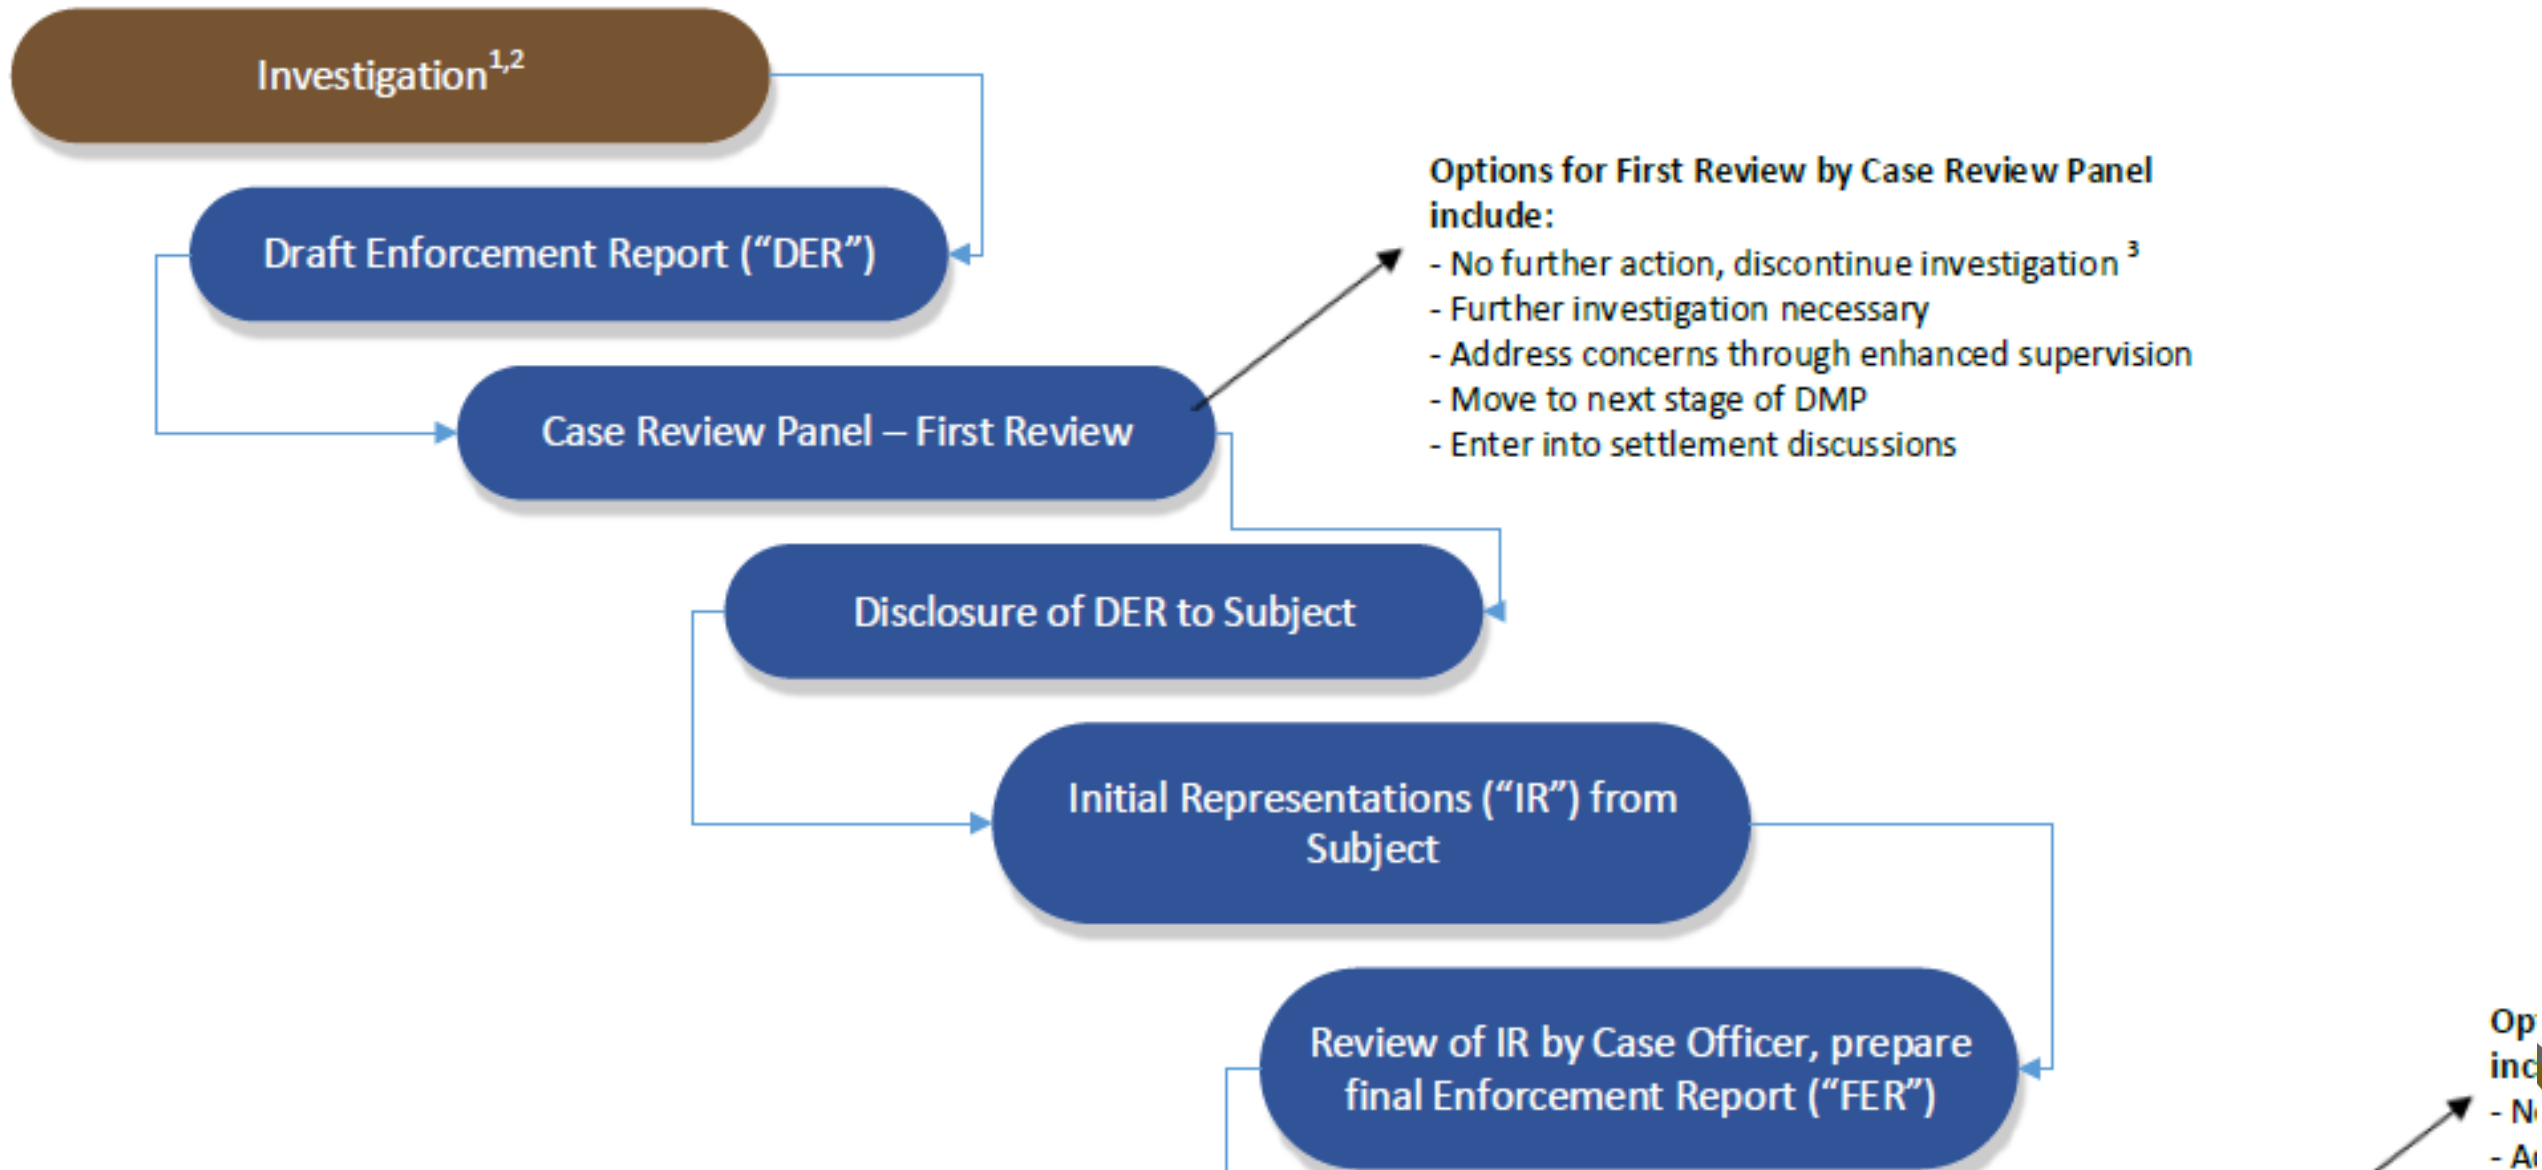 Investigation1,2
Draft Enforcement Report (“DER”)
Options for First Review by Case Review Panel
include:
- No further action, discontinue investigation 3
- Further investigation necessary
- Address concerns through enhanced supervision
- Move to next stage of DMP
- Enter into settlement discussions
Case Review Panel – First Review
Disclosure of DER to Subject
Initial Representations (“IR”) from
Subject
Review of IR by Case Officer, prepare
final Enforcement Report (“FER”)